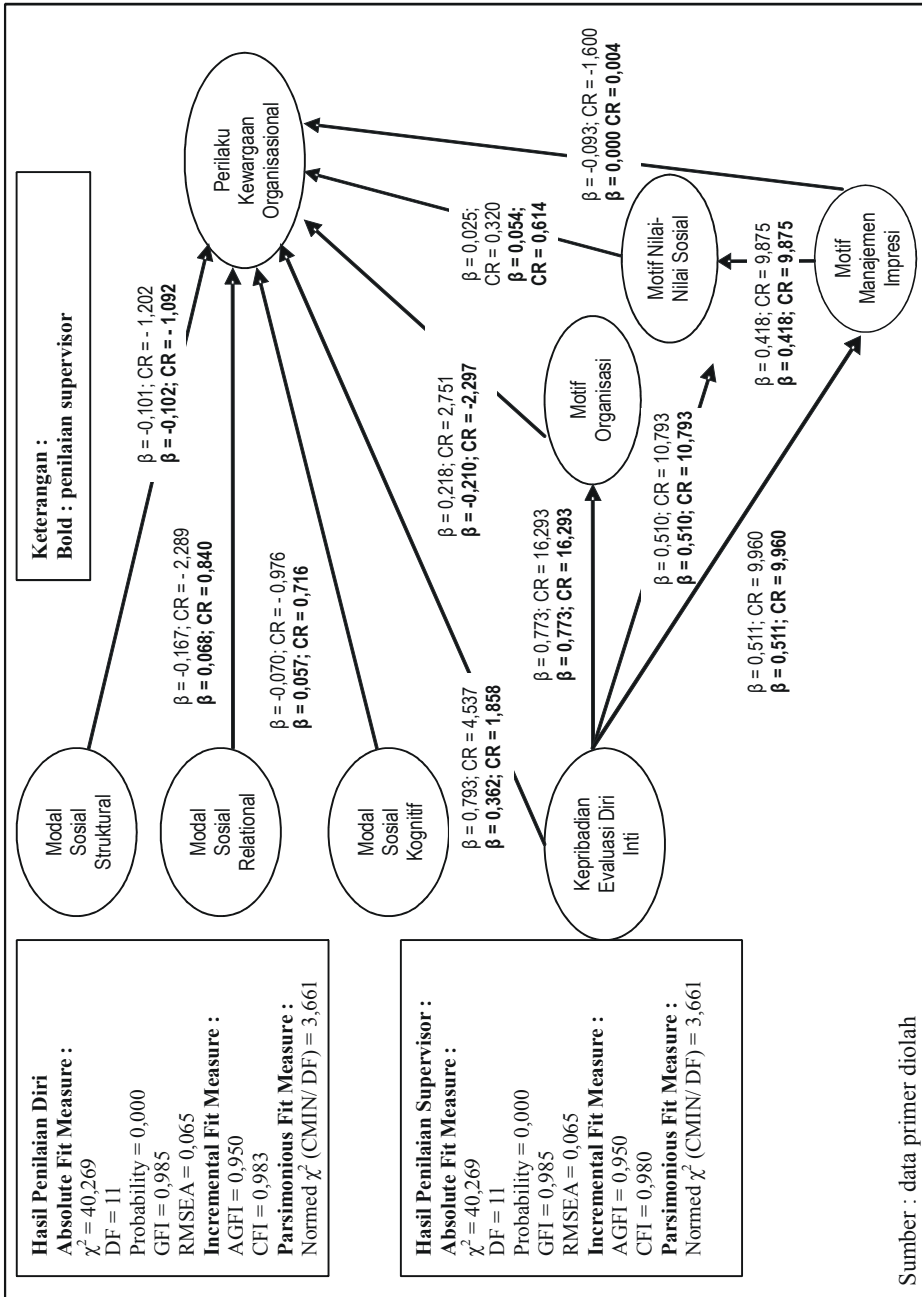 Keterangan :
Bold : penilaian supervisor
Hasil Penilaian Diri
Absolute Fit Measure :
χ² = 40,269
DF = 11
Probability = 0,000
GFI = 0,985
RMSEA = 0,065
Incremental Fit Measure :
AGFI = 0,950
CFI = 0,983
Parsimonious Fit Measure :
Normed χ² (CMIN/ DF) = 3,661
Hasil Penilaian Supervisor :
Absolute Fit Measure :
χ² = 40,269
DF = 11
Probability = 0,000
GFI = 0,985
RMSEA = 0,065
Incremental Fit Measure :
AGFI = 0,950
CFI = 0,980
Parsimonious Fit Measure :
Normed χ² (CMIN/ DF) = 3,661
Modal
Sosial
Struktural
Modal
Sosial
Relational
Modal
Sosial
Kognitif
Kepribadian
Evaluasi Diri
Inti
β = -0,101; CR = - 1,202
β = -0,102; CR = - 1,092
β = -0,167; CR = - 2,289
β = 0,068; CR = 0,840
β = -0,070; CR = - 0,976
β = 0,057; CR = 0,716
β = 0,793; CR = 4,537
β = 0,362; CR = 1,858
β = 0,218; CR = 2,751
β = -0,210; CR = -2,297
β = 0,773; CR = 16,293
β = 0,773; CR = 16,293
β = 0,510; CR = 10,793
β = 0,510; CR = 10,793
β = 0,511; CR = 9,960
β = 0,511; CR = 9,960
Perilaku
Kewargaan
Organisasional
β = 0,025;
CR = 0,320
β = 0,054;
CR = 0,614
β = -0,093; CR = -1,600
β = 0,000 CR = 0,004
Motif
Organisasi
Motif Nilai-
Nilai Sosial
β = 0,418; CR = 9,875
β = 0,418; CR = 9,875
Motif
Manajemen
Impresi
Sumber : data primer diolah